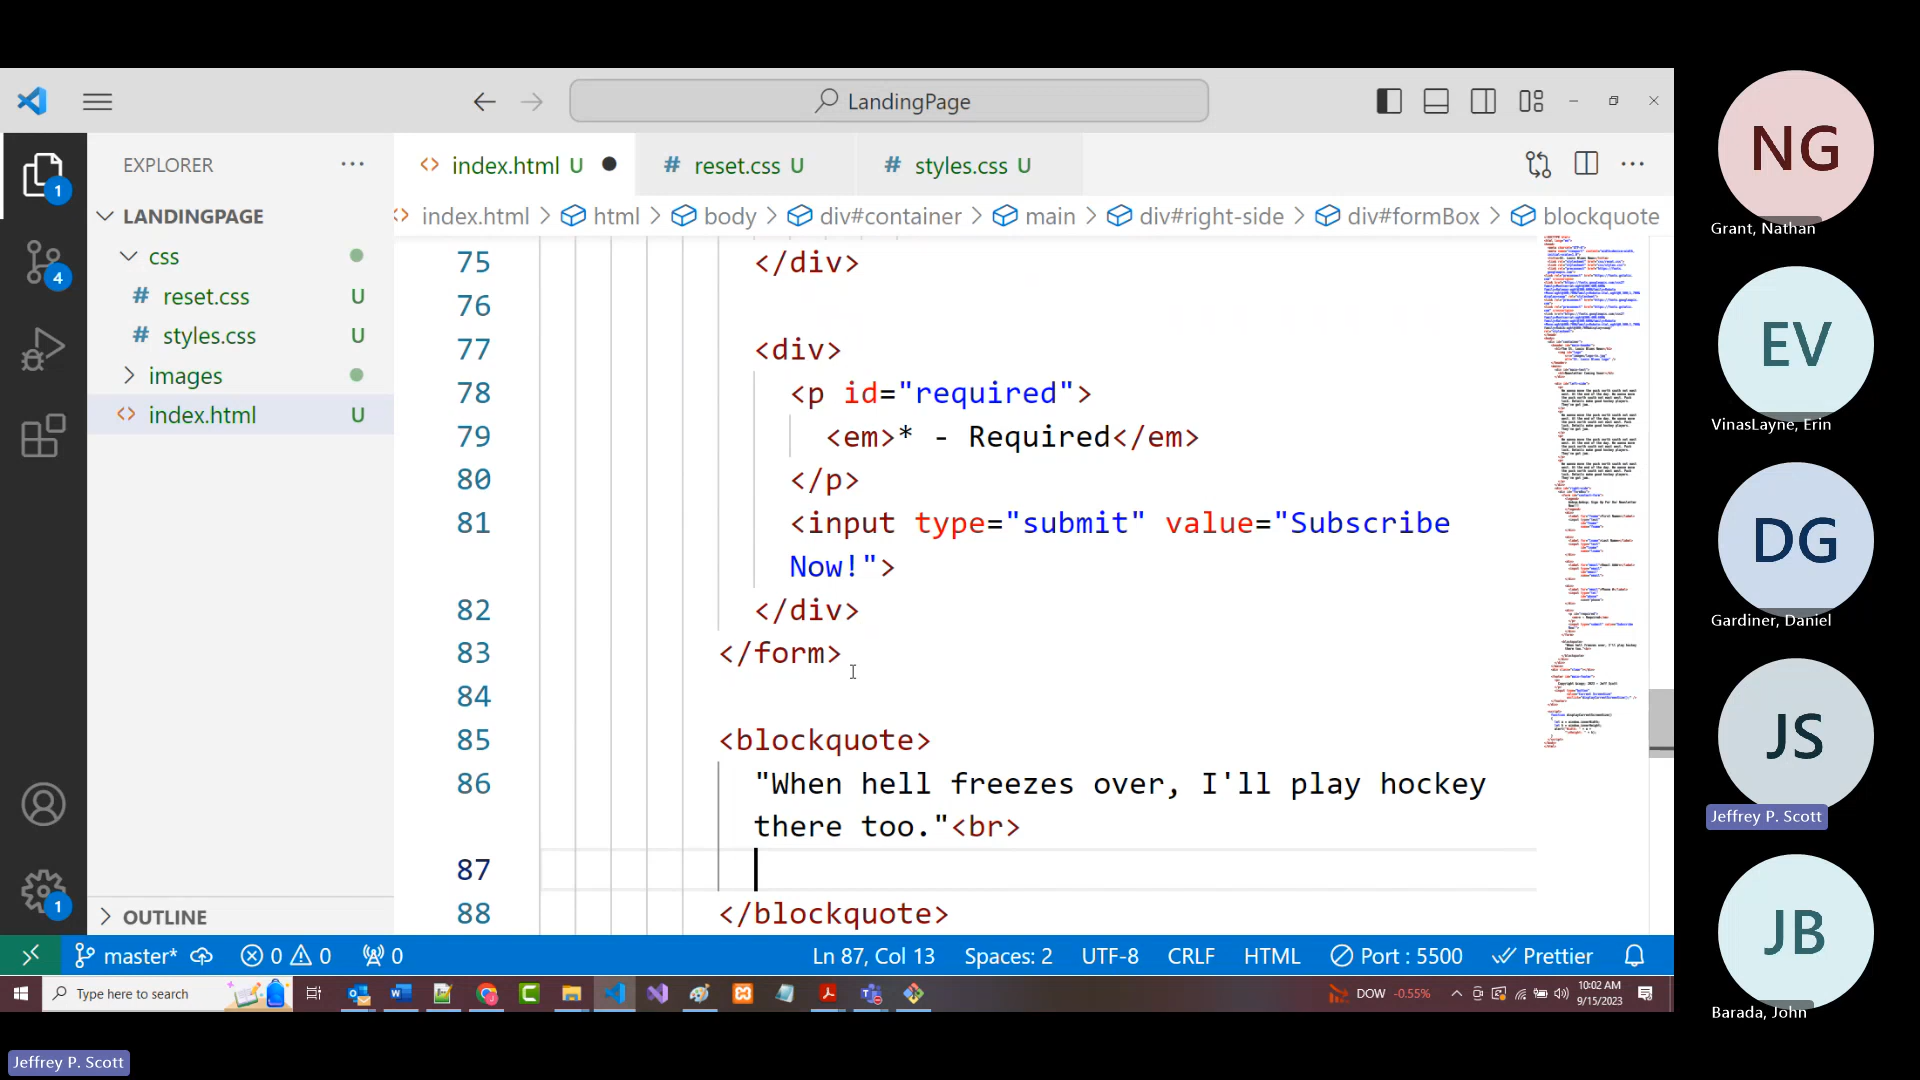 LandingPage
EXPLORER
LANDINGPAGE
css
# reset.css U
# styles.css U
images
<> index.html U
OUTLINE
<> index.html U
# reset.css U
# styles.css U
<> index.html > html > body > div#container > main > div#right-side > div#formBox > blockquote
75 </div>
76
77 <div>
78 <p id="required">
79 <em>* - Required</em>
80 </p>
81 <input type="submit" value="Subscribe
Now!">
82 </div>
83 </form>
84
85 <blockquote>
86 "When hell freezes over, I'll play hockey
there too."<br>
87
88 </blockquote>
1
4
1
master* 0 0 0
Ln 87, Col 13 Spaces: 2 UTF-8 CRLF HTML Port : 5500 Prettier
Type here to search
DOW -0.55%
10:02 AM
9/15/2023
NG
Grant, Nathan
EV
VinasLayne, Erin
DG
Gardiner, Daniel
JS
Jeffrey P. Scott
JB
Barada, John
Jeffrey P. Scott